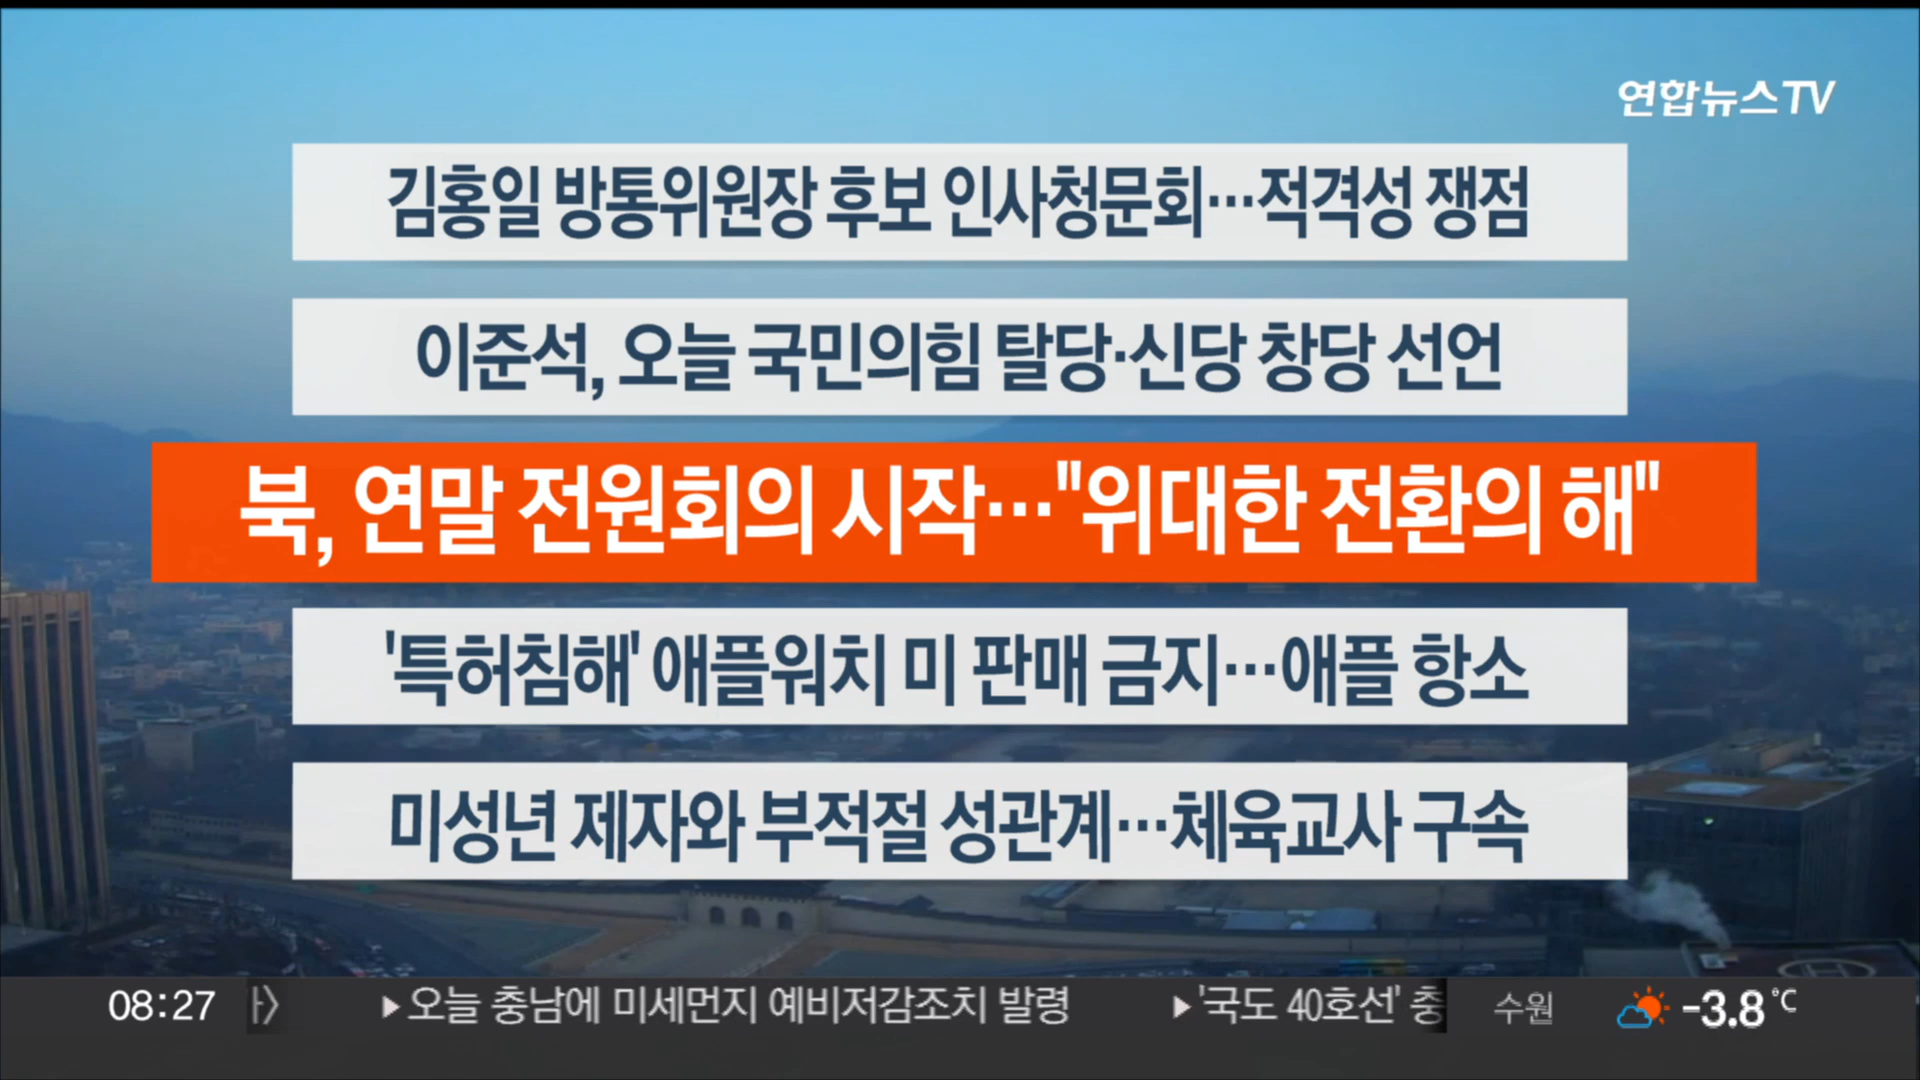 연합뉴스TV
김홍일 방통위원장 후보 인사청문회…적격성 쟁점
이준석, 오늘 국민의힘 탈당·신당 창당 선언
북, 연말 전원회의 시작…"위대한 전환의 해"
'특허침해' 애플워치 미 판매 금지…애플 항소
미성년 제자와 부적절 성관계…체육교사 구속
08:27 ▶오늘 충남에 미세먼지 예비저감조치 발령 ▶'국도 40호선' 충 수원 -3.8℃